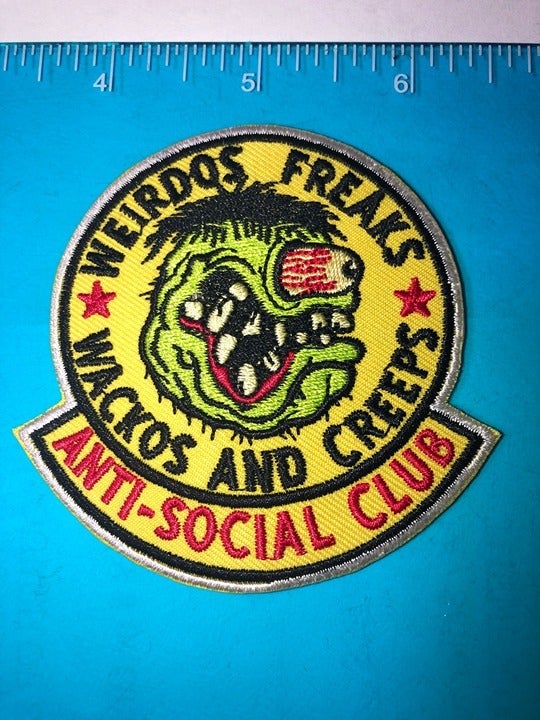 4 5 6
WEIRDOS FREAKS
WACKOS AND CREEPS
ANTI-SOCIAL CLUB